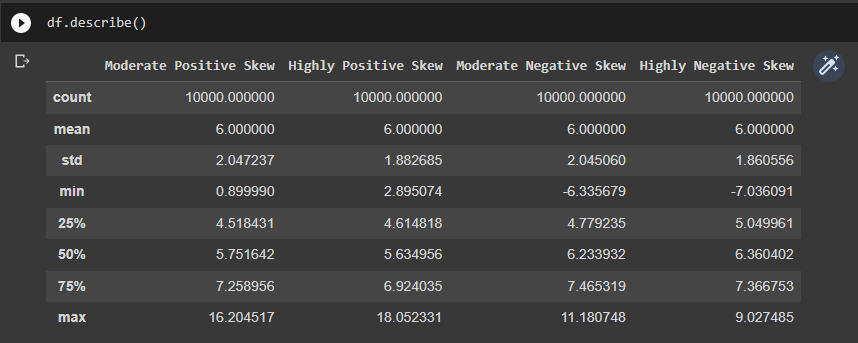 df.describe()
Moderate Positive Skew Highly Positive Skew Moderate Negative Skew Highly Negative Skew
count 10000.000000 10000.000000 10000.000000 10000.000000
mean 6.000000 6.000000 6.000000 6.000000
std 2.047237 1.882685 2.045060 1.860556
min 0.899990 2.895074 -6.335679 -7.036091
25% 4.518431 4.614818 4.779235 5.049961
50% 5.751642 5.634956 6.233932 6.360402
75% 7.258956 6.924035 7.465319 7.366753
max 16.204517 18.052331 11.180748 9.027485